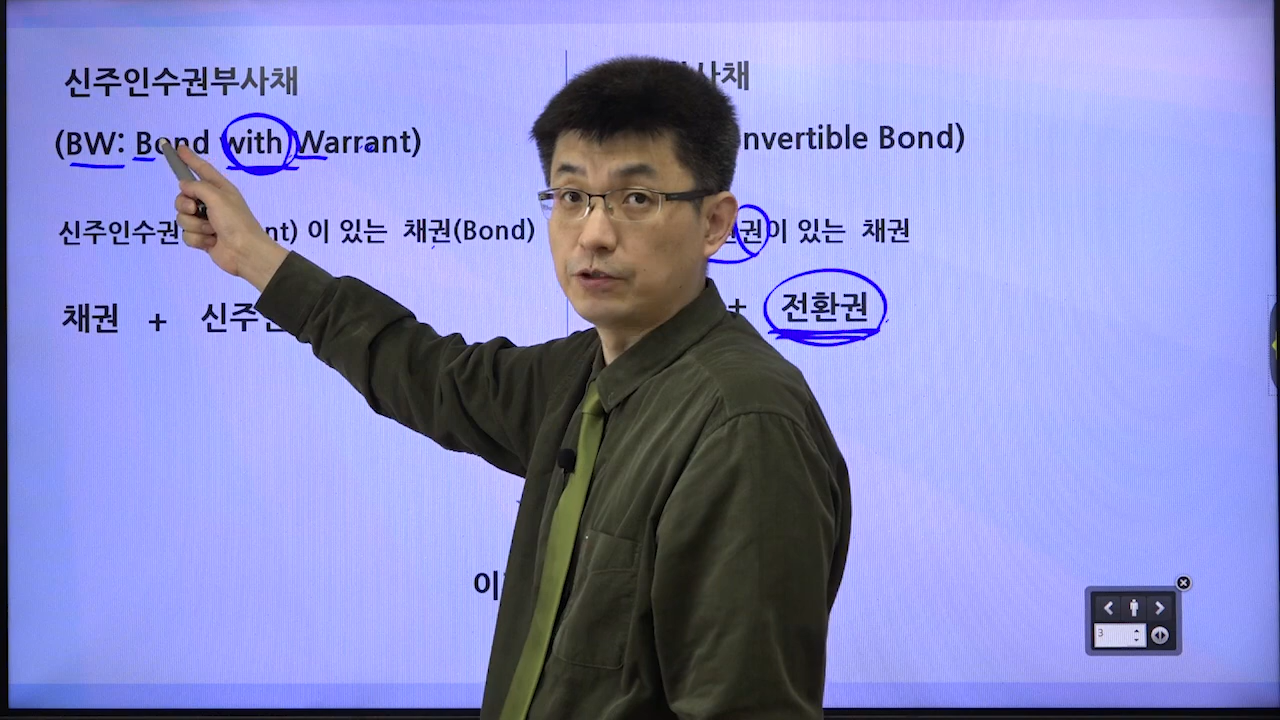 신주인수권부사채
사채
(BW: Bond with Warrant)
nvertible Bond)
신주인수권 nt) 이 있는 채권(Bond)
권이 있는 채권
채권 + 신주
+ 전환권
이
3